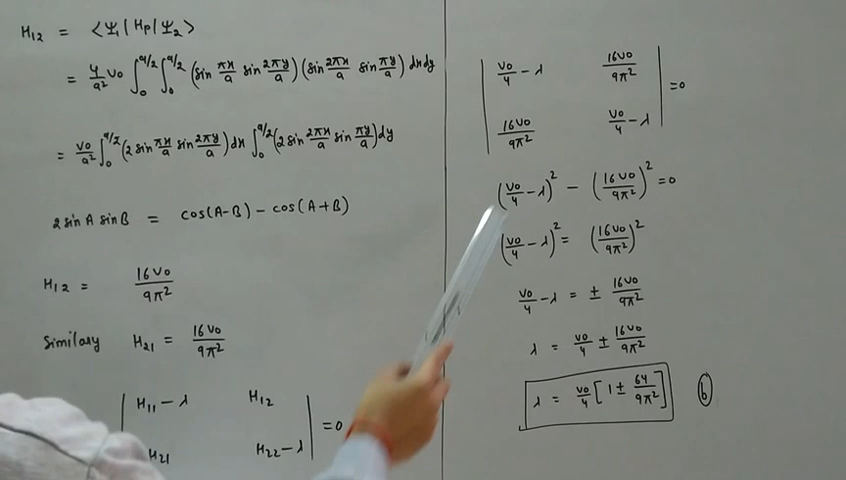 H₁₂ = ⟨Ψ₁|Hp|Ψ₂⟩
= 4/a² v₀ ∫₀^(a/2) ∫₀^(a/2) (sin πx/a sin 2πy/a)(sin 2πx/a sin πy/a) dx dy
= v₀/a² ∫₀^(a/2) (2 sin πx/a sin 2πy/a) dx ∫₀^(a/2) (2 sin 2πx/a sin πy/a) dy
2 sin A sin B = cos(A-B) - cos(A+B)
H₁₂ = 16v₀/9π²
Similary H₂₁ = 16v₀/9π²
| H₁₁-λ H₁₂ |
| H₂₁ H₂₂-λ | = 0
| v₀/4 - λ 16v₀/9π² |
| 16v₀/9π² v₀/4 - λ | = 0
(v₀/4 - λ)² - (16v₀/9π²)² = 0
(v₀/4 - λ)² = (16v₀/9π²)²
v₀/4 - λ = ± 16v₀/9π²
λ = v₀/4 ± 16v₀/9π²
λ = v₀/4 [1 ± 64/9π²] (b)